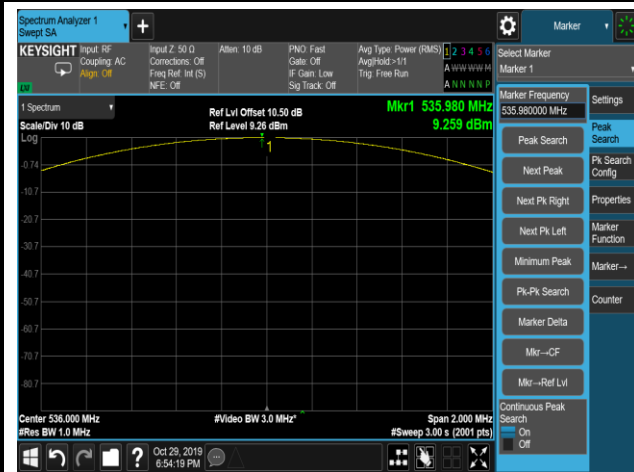 Spectrum Analyzer 1
Swept SA
+
Marker
KEYSIGHT
Input: RF
Coupling: AC
Align: Off
Input Z: 50 Ω
Corrections: Off
Freq Ref: Int (S)
NFE: Off
Atten: 10 dB
PNO: Fast
Gate: Off
IF Gain: Low
Sig Track: Off
Avg Type: Power (RMS)
Avg|Hold:>1/1
Trig: Free Run
1 2 3 4 5 6
A W W W W M
A N N N N P
LXI
Select Marker
Marker 1
1 Spectrum
Scale/Div 10 dB
Ref Lvl Offset 10.50 dB
Ref Level 9.26 dBm
Mkr1 535.980 MHz
9.259 dBm
Log
-0.74
-10.7
-20.7
-30.7
-40.7
-50.7
-60.7
-70.7
-80.7
1
Center 536.000 MHz
#Res BW 1.0 MHz
#Video BW 3.0 MHz*
Span 2.000 MHz
#Sweep 3.00 s (2001 pts)
Marker Frequency
535.980000 MHz
Peak Search
Next Peak
Next Pk Right
Next Pk Left
Minimum Peak
Pk-Pk Search
Marker Delta
Mkr→CF
Mkr→Ref Lvl
Continuous Peak
Search
On
Off
Settings
Peak
Search
Pk Search
Config
Properties
Marker
Function
Marker→
Counter
?
Oct 29, 2019
6:54:19 PM